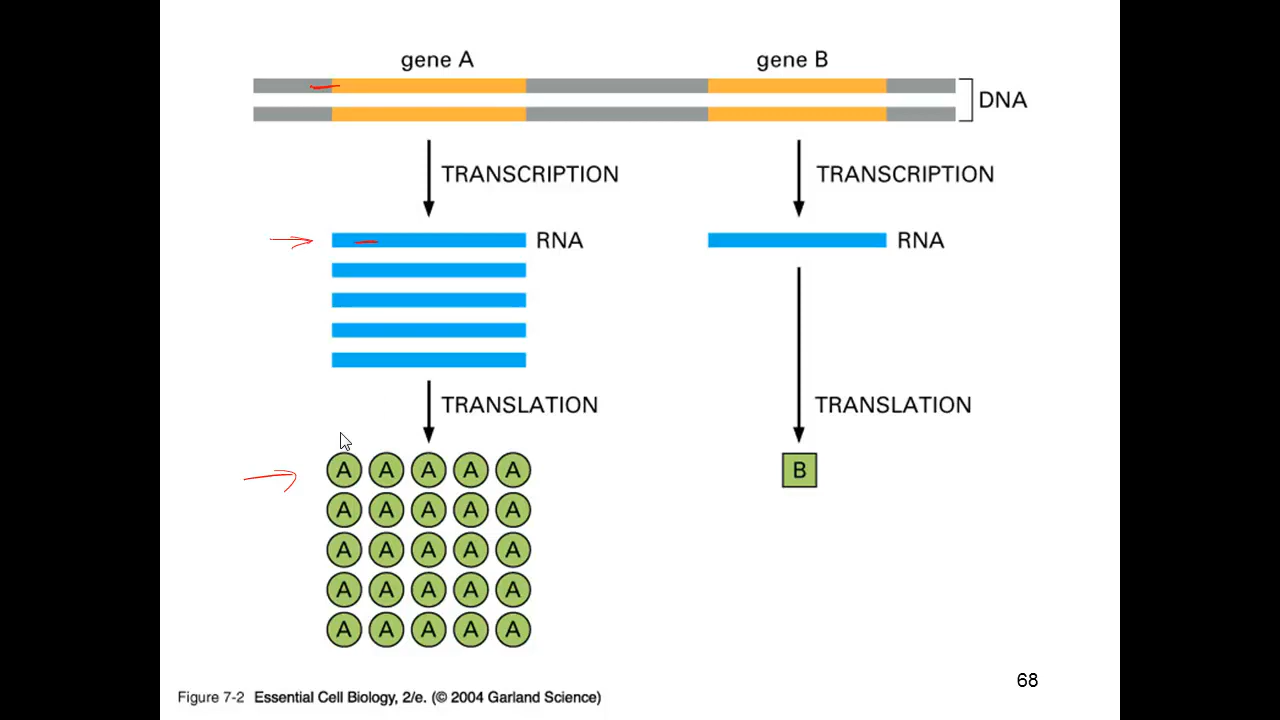 gene A
gene B
DNA
TRANSCRIPTION
TRANSCRIPTION
RNA
RNA
TRANSLATION
TRANSLATION
A A A A A
B
A A A A A
A A A A A
A A A A A
A A A A A
68
Figure 7-2 Essential Cell Biology, 2/e. (© 2004 Garland Science)